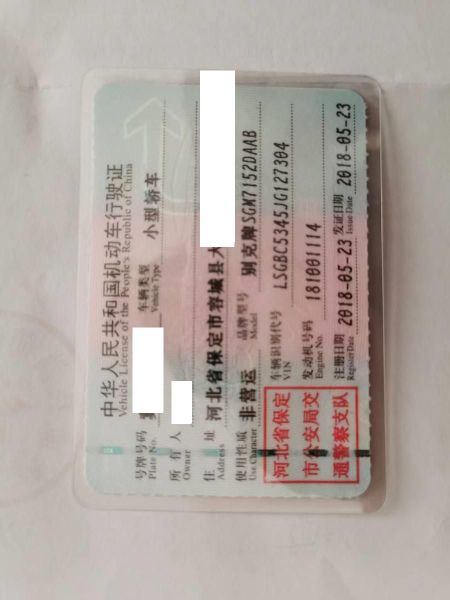 中华人民共和国机动车行驶证
Vehicle License of the People's Republic of China
号牌号码
Plate No.
车辆类型 小型轿车
Vehicle Type
所有人
Owner
住址 河北省保定市容城县大
Address
使用性质 非营运
Use Character
品牌型号 别克牌SGM7152DAAB
Model
河北省保定
市公安局交
通警察支队
车辆识别代号 LSGBC5345JG127304
VIN
发动机号码 181001114
Engine No.
注册日期 2018-05-23
Register Date
发证日期 2018-05-23
Issue Date